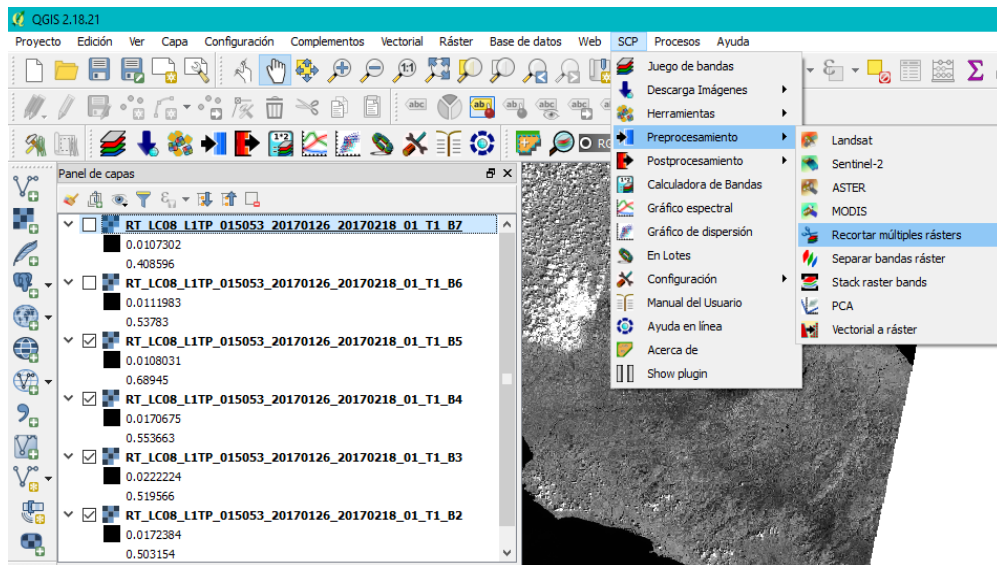 QGIS 2.18.21
Proyecto Edición Ver Capa Configuración Complementos Vectorial Ráster Base de datos Web SCP Procesos Ayuda
Juego de bandas
Descarga Imágenes
Herramientas
Preprocesamiento
Postprocesamiento
Calculadora de Bandas
Gráfico espectral
Gráfico de dispersión
En Lotes
Configuración
Manual del Usuario
Ayuda en línea
Acerca de
Show plugin
Landsat
Sentinel-2
ASTER
MODIS
Recortar múltiples rásters
Separar bandas ráster
Stack raster bands
PCA
Vectorial a ráster
Panel de capas
RT_LC08_L1TP_015053_20170126_20170218_01_T1_B7
0.0107302
0.408596
RT_LC08_L1TP_015053_20170126_20170218_01_T1_B6
0.0111983
0.53783
RT_LC08_L1TP_015053_20170126_20170218_01_T1_B5
0.0108031
0.68945
RT_LC08_L1TP_015053_20170126_20170218_01_T1_B4
0.0170675
0.553663
RT_LC08_L1TP_015053_20170126_20170218_01_T1_B3
0.0222224
0.519566
RT_LC08_L1TP_015053_20170126_20170218_01_T1_B2
0.0172384
0.503154